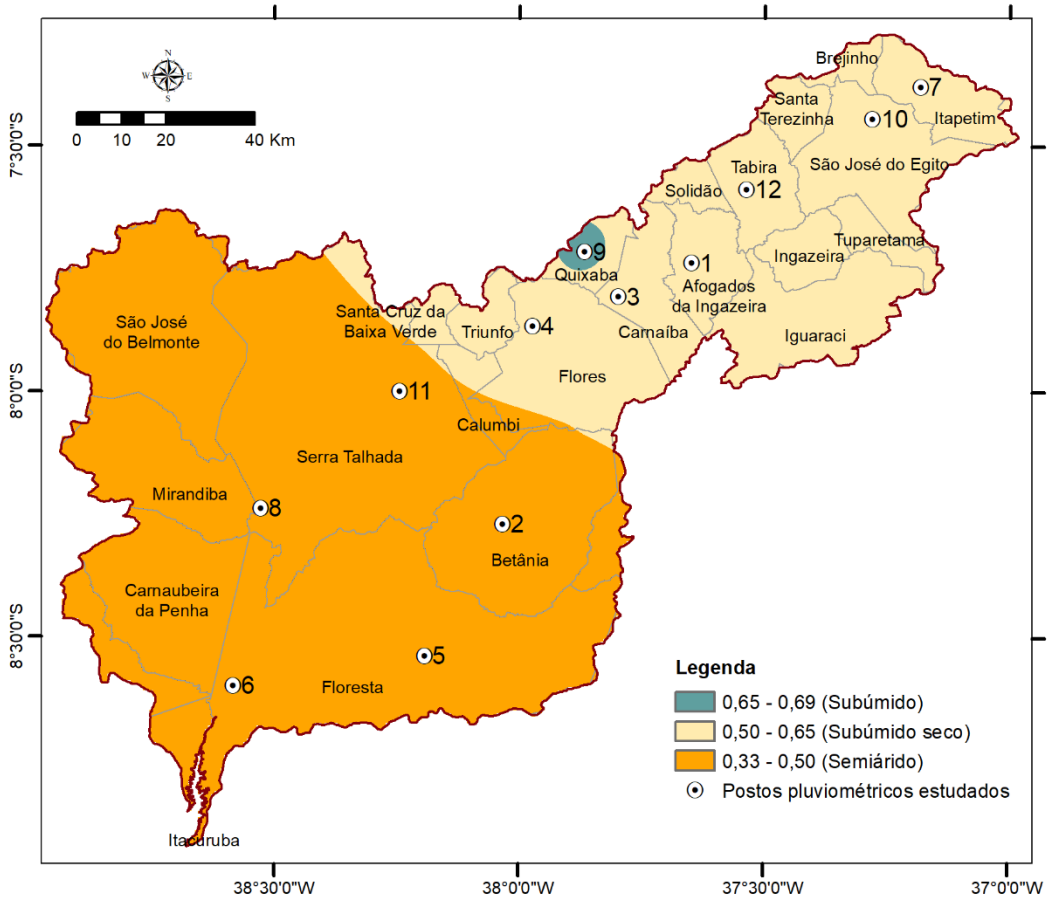 N
W E
S
0 10 20 40 Km
7°30'0"S
8°0'0"S
8°30'0"S
38°30'0"W
38°0'0"W
37°30'0"W
37°0'0"W
Brejinho
7
Santa
Terezinha
10
Itapetim
São José do Egito
Tabira
12
Solidão
Tuparetama
Ingazeira
9
Quixaba
1
Afogados
da Ingazeira
3
Carnaíba
Iguaraci
Santa Cruz da
Baixa Verde
Triunfo
4
São José
do Belmonte
Flores
11
Calumbi
Serra Talhada
Mirandiba
8
2
Betânia
Carnaubeira
da Penha
5
6
Floresta
Itacuruba
Legenda
0,65 - 0,69 (Subúmido)
0,50 - 0,65 (Subúmido seco)
0,33 - 0,50 (Semiárido)
Postos pluviométricos estudados